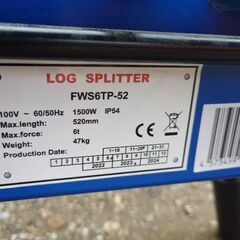 LOG SPLITTER
FWS6TP-52
100V ~ 60/50Hz 1500W IP54
Max.length: 520mm
Max.force: 6t
Weight: 47kg
1-10 11-20 21-31
1 2 3 4 5 6 7 8 9 10 11 12
2022 2023 2024